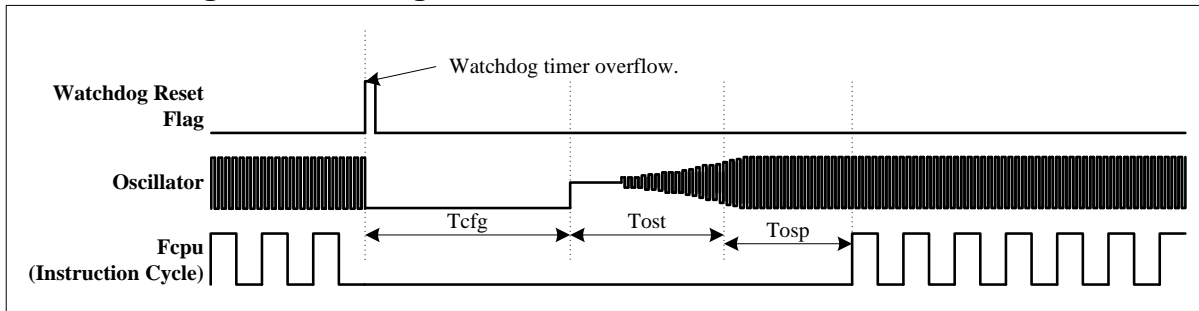 Watchdog timer overflow.
Watchdog Reset
Flag
Oscillator
Tcfg
Tost
Tosp
Fcpu
(Instruction Cycle)